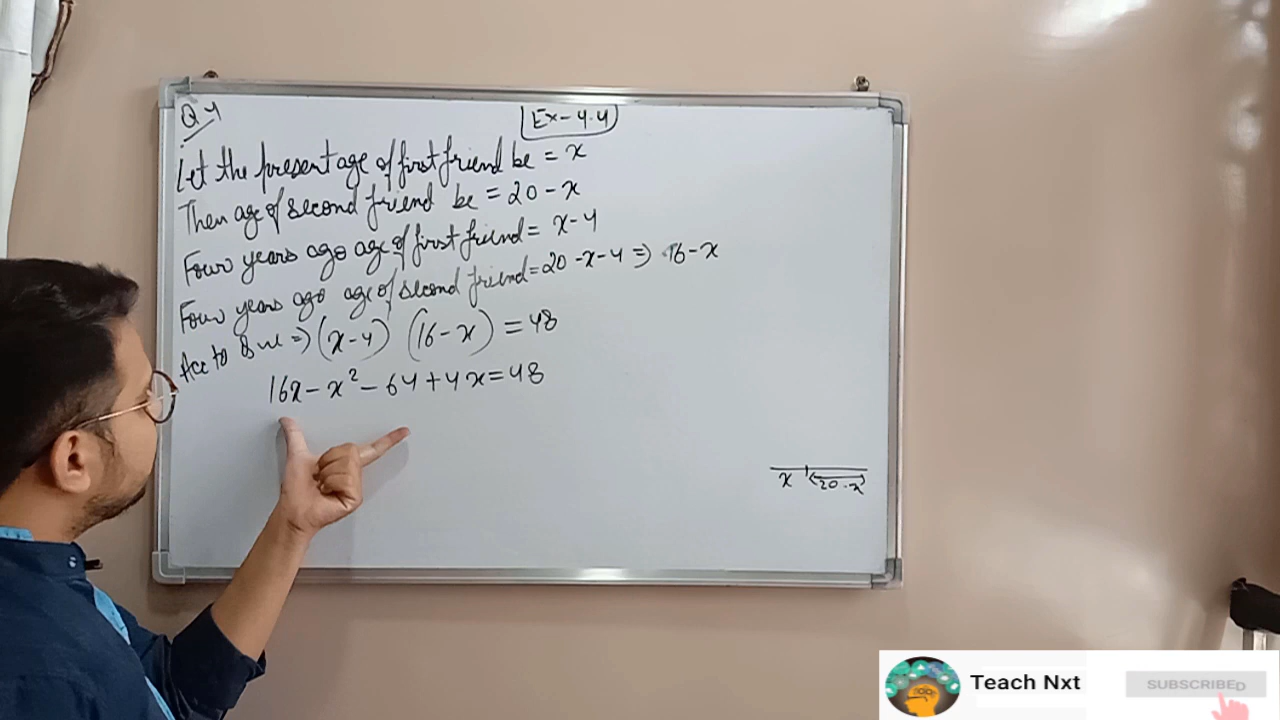 Q 4
Ex - 4.4
Let the present age of first friend be = x
Then age of second friend be = 20 - x
Four years ago age of first friend = x - 4
Four years ago age of second friend = 20 - x - 4 ⇒ 16 - x
Acc to ⇒ (x - 4) (16 - x) = 48
16x - x² - 64 + 4x = 48
x 20 - x
Teach Nxt
SUBSCRIBED